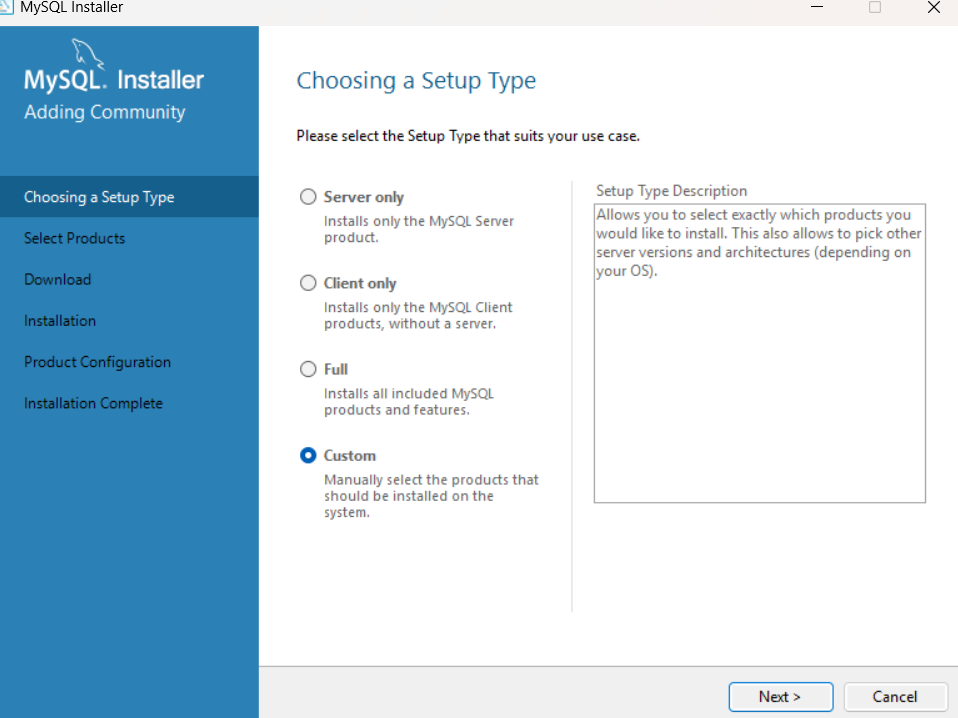 MySQL Installer
MySQL. Installer
Adding Community
Choosing a Setup Type
Select Products
Download
Installation
Product Configuration
Installation Complete
Choosing a Setup Type
Please select the Setup Type that suits your use case.
Server only
Installs only the MySQL Server
product.
Client only
Installs only the MySQL Client
products, without a server.
Full
Installs all included MySQL
products and features.
Custom
Manually select the products that
should be installed on the
system.
Setup Type Description
Allows you to select exactly which products you
would like to install. This also allows to pick other
server versions and architectures (depending on
your OS).
Next >
Cancel